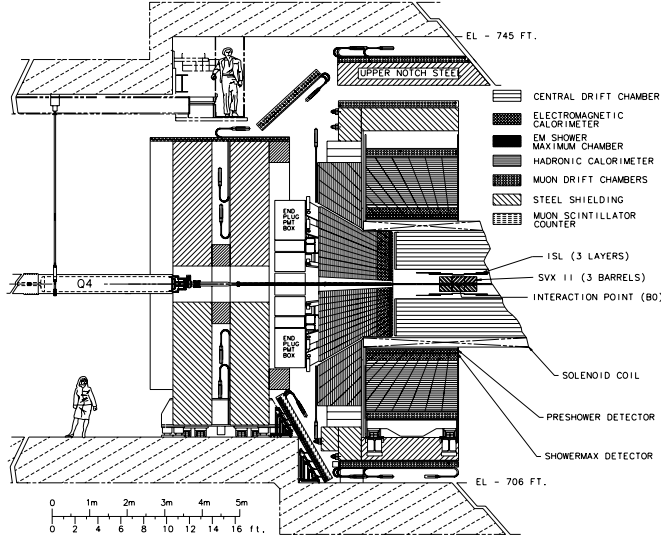 EL - 745 FT.
UPPER NOTCH STEEL
CENTRAL DRIFT CHAMBER
ELECTROMAGNETIC
CALORIMETER
EM SHOWER
MAXIMUM CHAMBER
HADRONIC CALORIMETER
MUON DRIFT CHAMBERS
STEEL SHIELDING
MUON SCINTILLATOR
COUNTER
END
PLUG
PMT
BOX
ISL (3 LAYERS)
SVX II (3 BARRELS)
Q4
INTERACTION POINT (B0)
END
PLUG
PMT
BOX
SOLENOID COIL
PRESHOWER DETECTOR
SHOWERMAX DETECTOR
EL - 706 FT.
0 1m 2m 3m 4m 5m
0 2 4 6 8 10 12 14 16 ft.